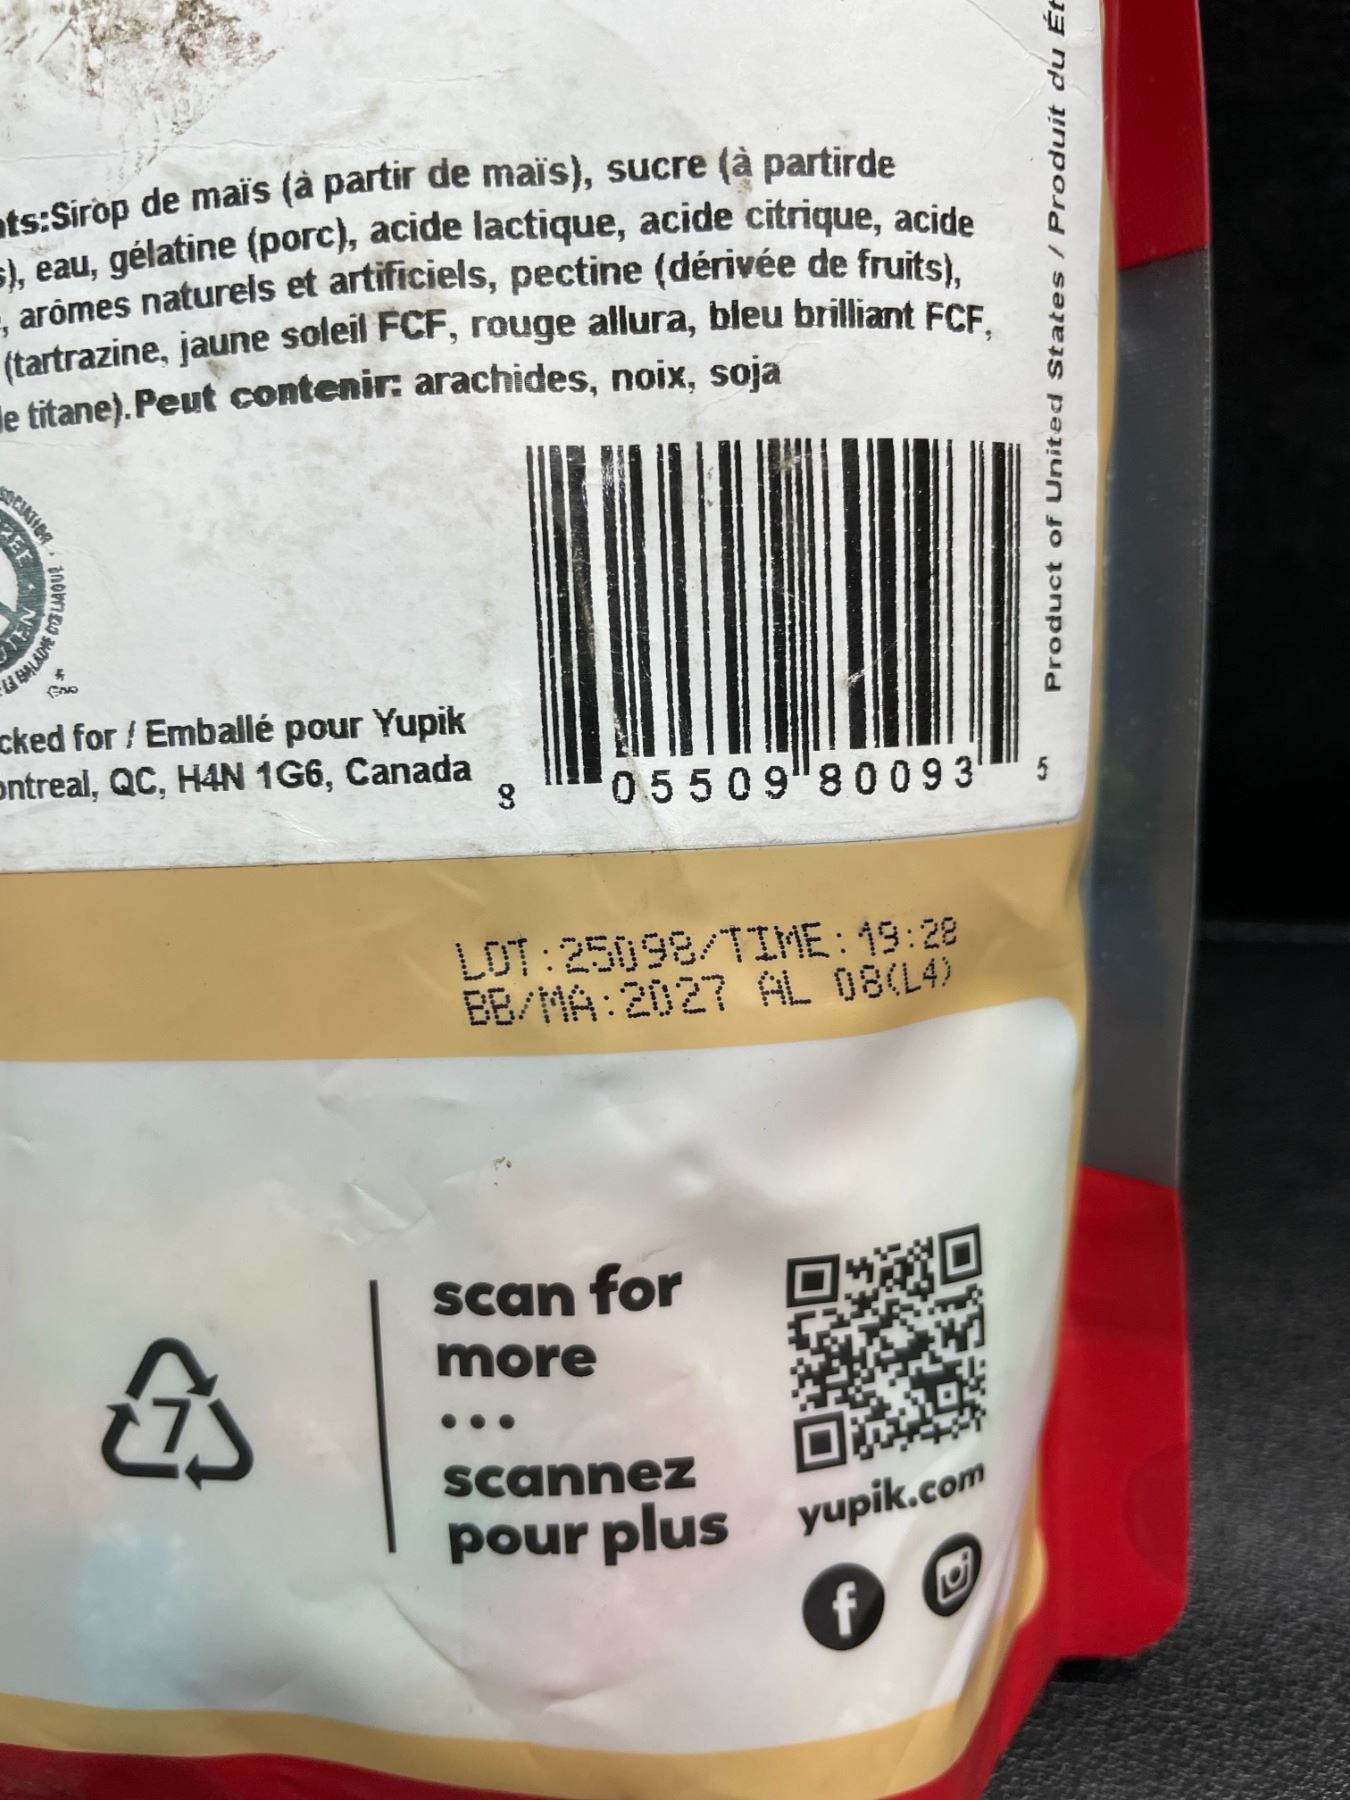 nts:Sirop de maïs (à partir de maïs), sucre (à partirde
s), eau, gélatine (porc), acide lactique, acide citrique, acide
, arômes naturels et artificiels, pectine (dérivée de fruits),
(tartrazine, jaune soleil FCF, rouge allura, bleu brilliant FCF,
de titane).Peut contenir: arachides, noix, soja
Product of United States / Produit du Ét
cked for / Emballé pour Yupik
ontreal, QC, H4N 1G6, Canada
8 05509 80093 5
LOT:25098/TIME:19:28
BB/MA:2027 AL 08(L4)
7
scan for
more
...
scannez
pour plus
yupik.com